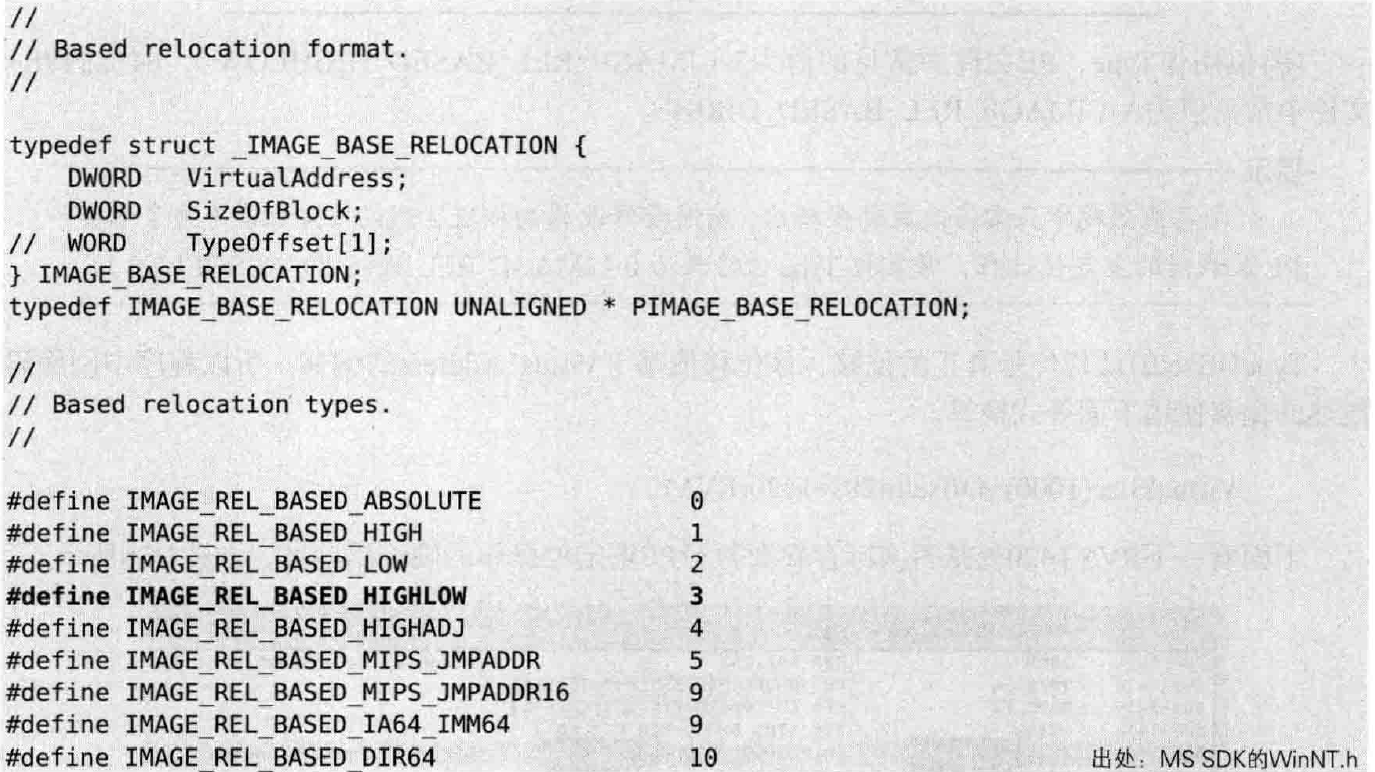 //
// Based relocation format.
//
typedef struct _IMAGE_BASE_RELOCATION {
    DWORD   VirtualAddress;
    DWORD   SizeOfBlock;
//  WORD    TypeOffset[1];
} IMAGE_BASE_RELOCATION;
typedef IMAGE_BASE_RELOCATION UNALIGNED * PIMAGE_BASE_RELOCATION;
//
// Based relocation types.
//
#define IMAGE_REL_BASED_ABSOLUTE              0
#define IMAGE_REL_BASED_HIGH                  1
#define IMAGE_REL_BASED_LOW                   2
#define IMAGE_REL_BASED_HIGHLOW               3
#define IMAGE_REL_BASED_HIGHADJ               4
#define IMAGE_REL_BASED_MIPS_JMPADDR          5
#define IMAGE_REL_BASED_MIPS_JMPADDR16        9
#define IMAGE_REL_BASED_IA64_IMM64            9
#define IMAGE_REL_BASED_DIR64                 10
出处：MS SDK的WinNT.h